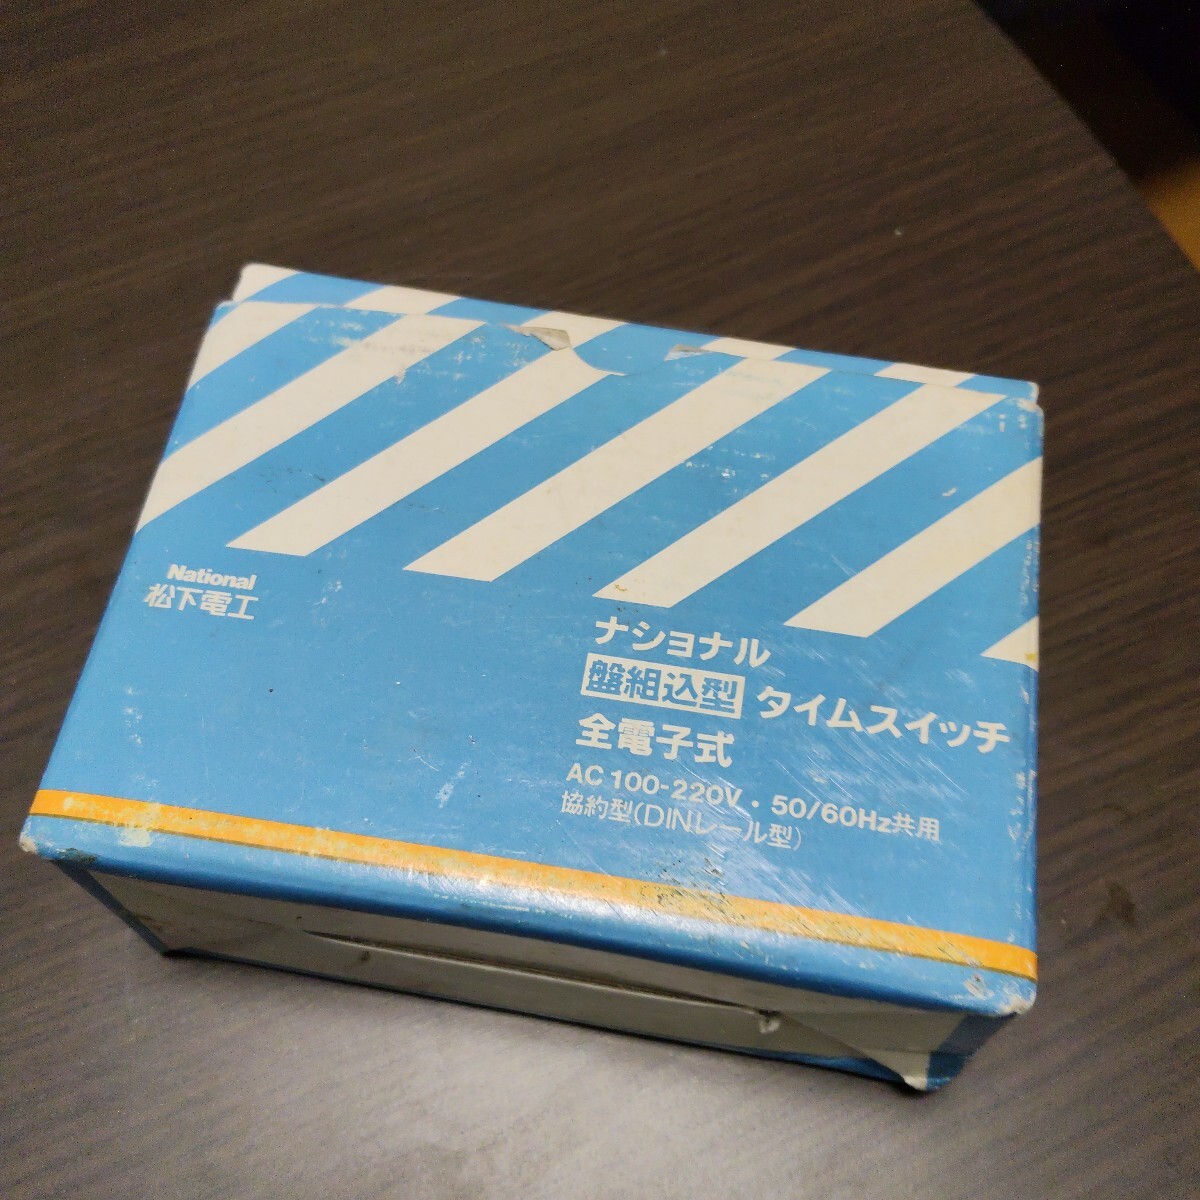 National
松下電工
ナショナル
盤組込型 タイムスイッチ
全電子式
AC100-220V・50/60Hz共用
協約型(DINレール型)